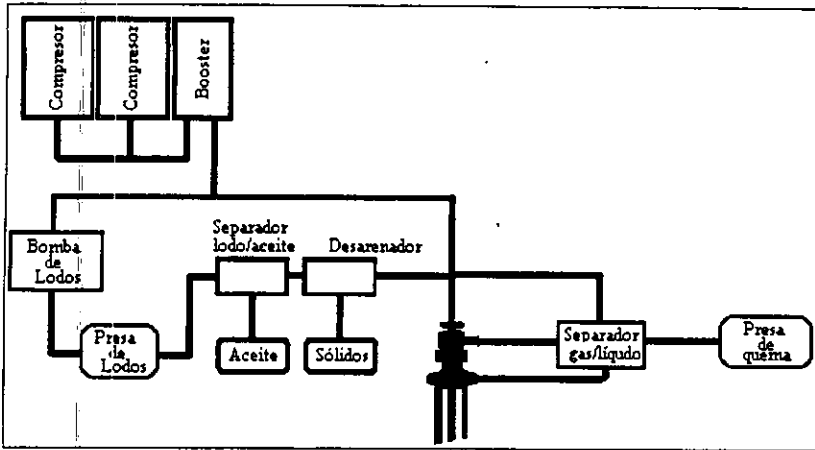 Compresor
Compresor
Booster
Separador
lodo/aceite
Desarenador
Bomba
de
Lodos
Presa
de
Lodos
Aceite
Sólidos
Separador
gas/líqudo
Presa
de
quema